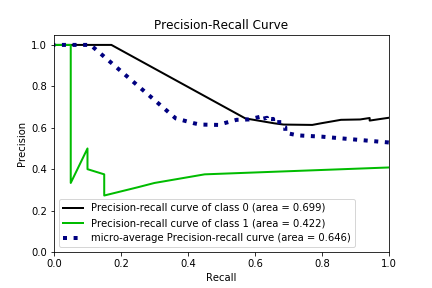 Precision-Recall Curve
1.0
0.8
0.6
0.4
0.2
0.0
Precision
Precision-recall curve of class 0 (area = 0.699)
Precision-recall curve of class 1 (area = 0.422)
micro-average Precision-recall curve (area = 0.646)
0.0 0.2 0.4 0.6 0.8 1.0
Recall